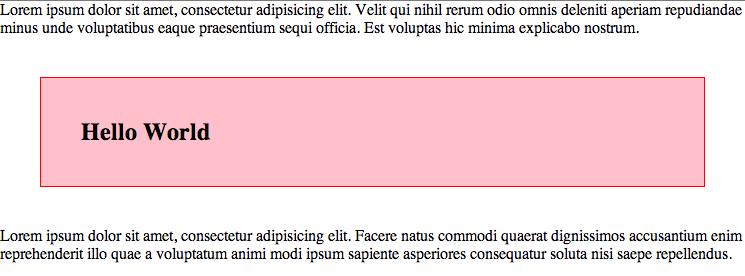 Lorem ipsum dolor sit amet, consectetur adipisicing elit. Velit qui nihil rerum odio omnis deleniti aperiam repudiandae
minus unde voluptatibus eaque praesentium sequi officia. Est voluptas hic minima explicabo nostrum.
Hello World
Lorem ipsum dolor sit amet, consectetur adipisicing elit. Facere natus commodi quaerat dignissimos accusantium enim
reprehenderit illo quae a voluptatum animi modi ipsum sapiente asperiores consequatur soluta nisi saepe repellendus.